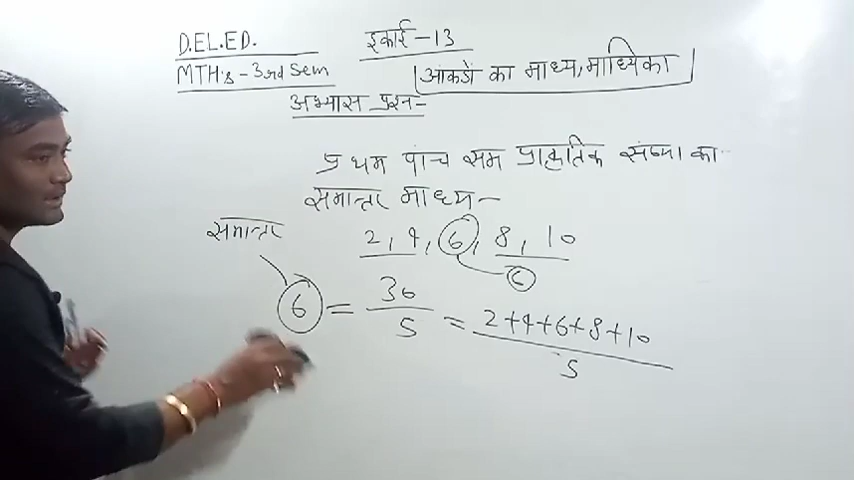 D.EL.ED. इकाई - 13
MTH's - 3rd Sem आंकडों का माध्य, माध्यिका
अभ्यास प्रश्न -
प्रथम पांच सम प्राकृतिक संख्या का
समान्तर माध्य -
समान्तर
2, 4, 6, 8, 10
6
6 = 30 / 5 = 2+4+6+8+10 / 5